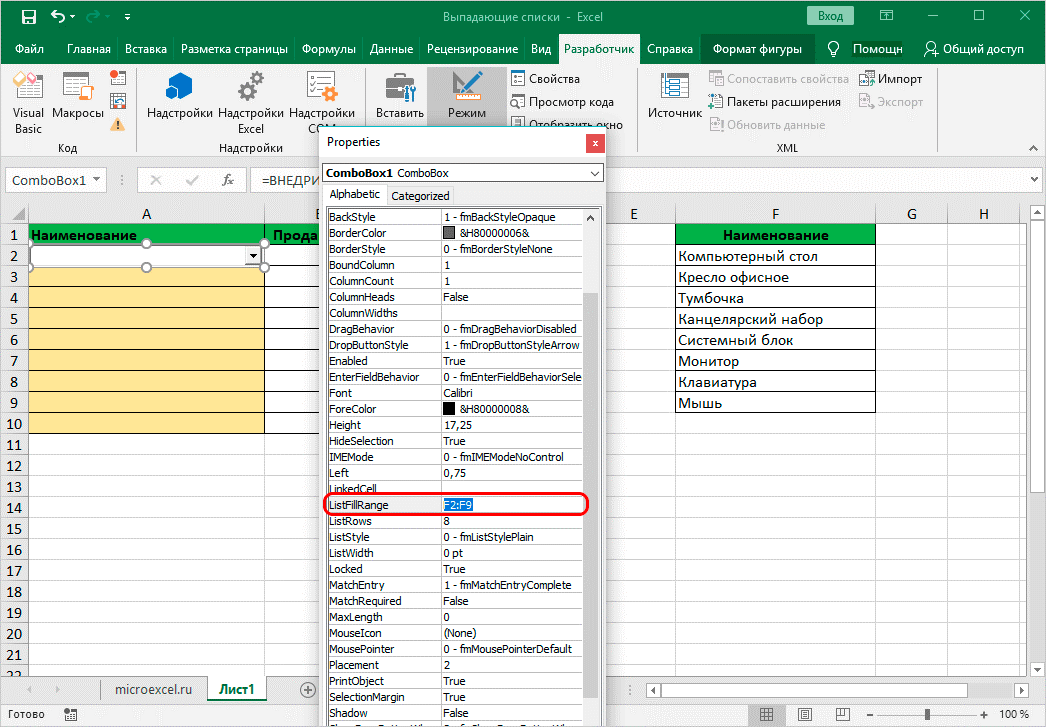 Выпадающие списки - Excel
Вход
Файл Главная Вставка Разметка страницы Формулы Данные Рецензирование Вид Разработчик Справка Формат фигуры Помощн Общий доступ
Visual Basic
Макросы
Код
Надстройки
Надстройки Excel
Надстройки COM
Надстройки
Вставить
Режим
Свойства
Просмотр кода
Отобразить окно
Источник
Сопоставить свойства
Пакеты расширения
Обновить данные
Импорт
Экспорт
XML
ComboBox1
fx
=ВНЕДРИ
Properties
ComboBox1 ComboBox
Alphabetic Categorized
BackStyle 1 - fmBackStyleOpaque
BorderColor &H80000006&
BorderStyle 0 - fmBorderStyleNone
BoundColumn 1
ColumnCount 1
ColumnHeads False
ColumnWidths
DragBehavior 0 - fmDragBehaviorDisabled
DropButtonStyle 1 - fmDropButtonStyleArrow
Enabled True
EnterFieldBehavior 0 - fmEnterFieldBehaviorSele
Font Calibri
ForeColor &H80000008&
Height 17,25
HideSelection True
IMEMode 0 - fmIMEModeNoControl
Left 0,75
LinkedCell
ListFillRange F2:F9
ListRows 8
ListStyle 0 - fmListStylePlain
ListWidth 0 pt
Locked True
MatchEntry 1 - fmMatchEntryComplete
MatchRequired False
MaxLength 0
MouseIcon (None)
MousePointer 0 - fmMousePointerDefault
Placement 2
PrintObject True
SelectionMargin True
Shadow False
A E F G H
1 Наименование Прода Наименование
2 Компьютерный стол
3 Кресло офисное
4 Тумбочка
5 Канцелярский набор
6 Системный блок
7 Монитор
8 Клавиатура
9 Мышь
10
11
12
13
14
15
16
17
18
19
20
21
22
microexcel.ru Лист1
Готово
100 %